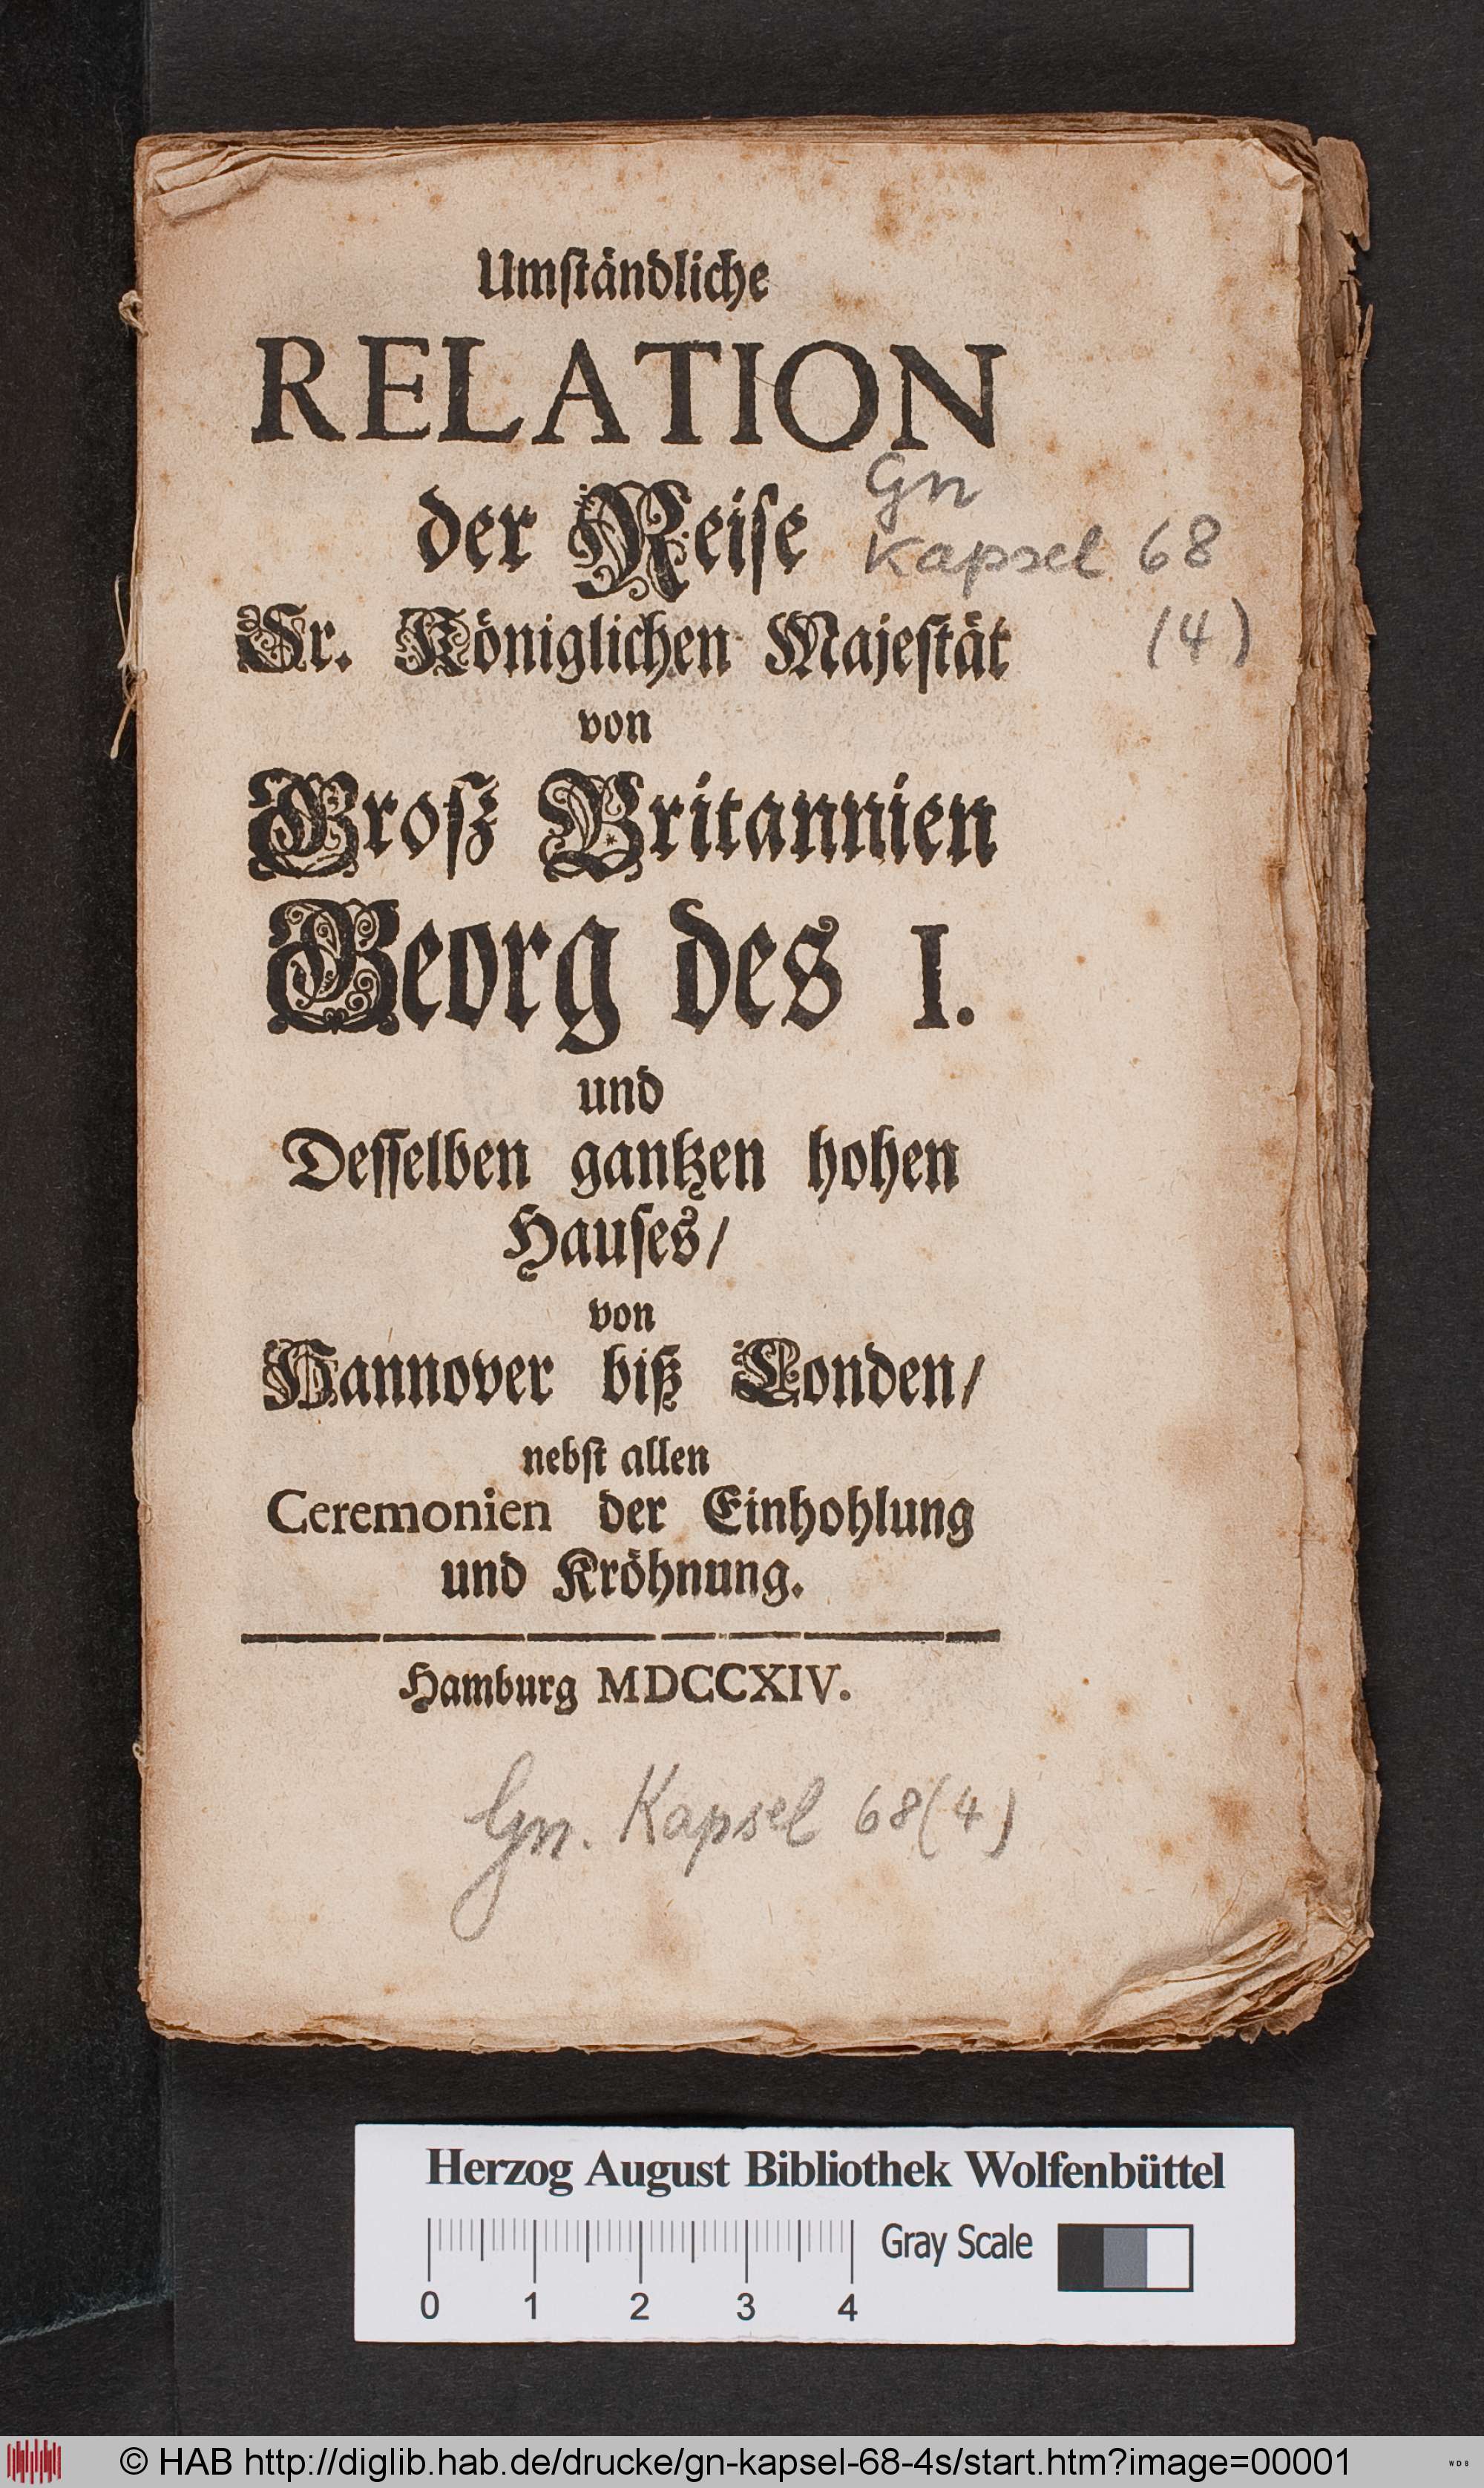 Umſtändliche
RELATION
der Reiſe
Gn
Kapsel 68
(4)
Sr. Königlichen Majeſtät
von
Groß Britannien
Georg des I.
und
Deſſelben gantzen hohen
Hauſes/
von
Hannover biß Londen/
nebſt allen
Ceremonien der Einhohlung
und Kröhnung.
Hamburg MDCCXIV.
Gn. Kapsel 68(4)
Herzog August Bibliothek Wolfenbüttel
Gray Scale
0 1 2 3 4
© HAB http://diglib.hab.de/drucke/gn-kapsel-68-4s/start.htm?image=00001
WDB